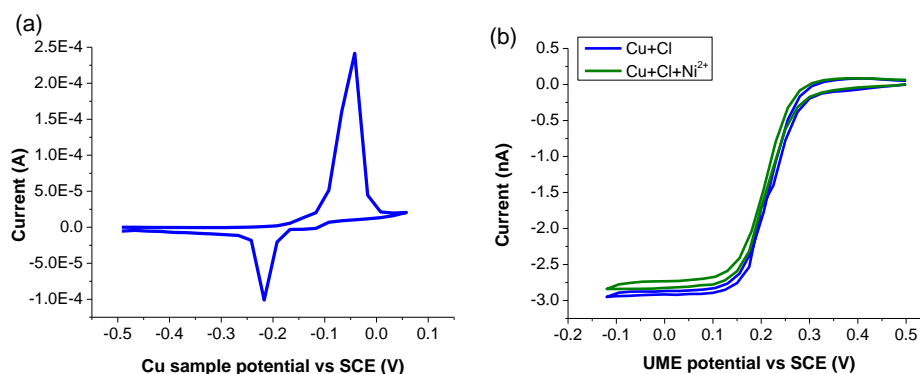 (a)
2.5E-4
2.0E-4
1.5E-4
1.0E-4
5.0E-5
0.0
-5.0E-5
-1.0E-4
Current (A)
-0.5 -0.4 -0.3 -0.2 -0.1 0.0 0.1
Cu sample potential vs SCE (V)
(b)
Cu+Cl
Cu+Cl+Ni²⁺
0.5
0.0
-0.5
-1.0
-1.5
-2.0
-2.5
-3.0
Current (nA)
-0.2 -0.1 0.0 0.1 0.2 0.3 0.4 0.5
UME potential vs SCE (V)